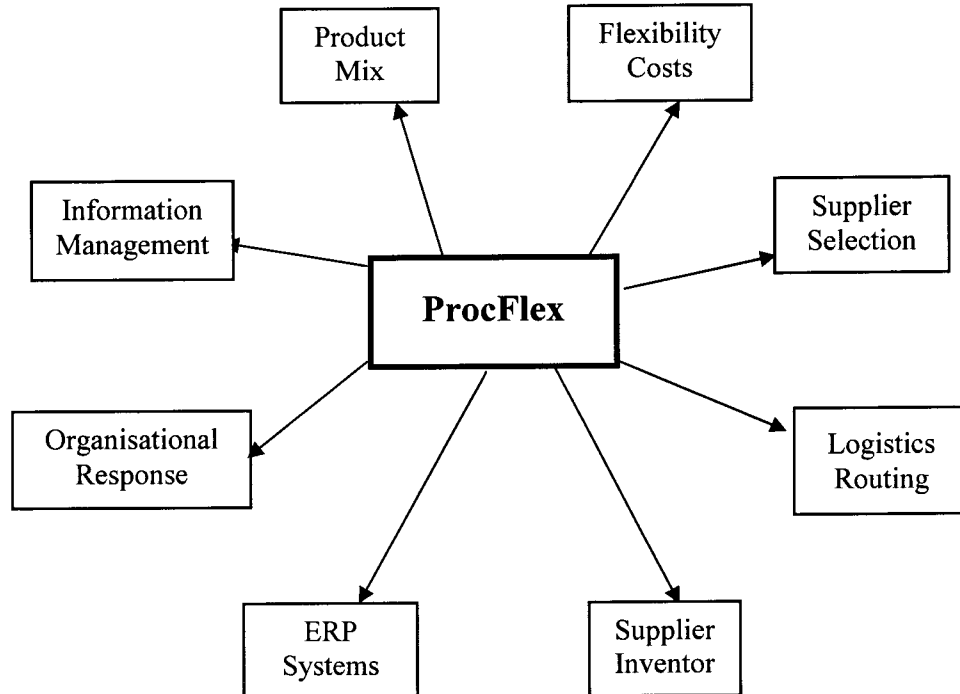 Product
Mix
Flexibility
Costs
Information
Management
Supplier
Selection
ProcFlex
Organisational
Response
Logistics
Routing
ERP
Systems
Supplier
Inventor